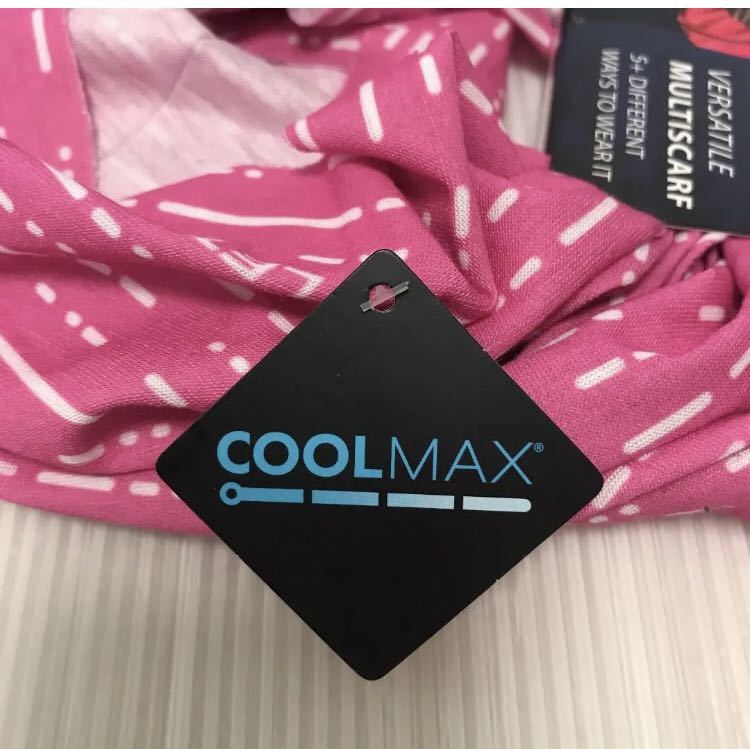 VERSATILE
MULTISCARF
5+ DIFFERENT
WAYS TO WEAR IT
COOLMAX®